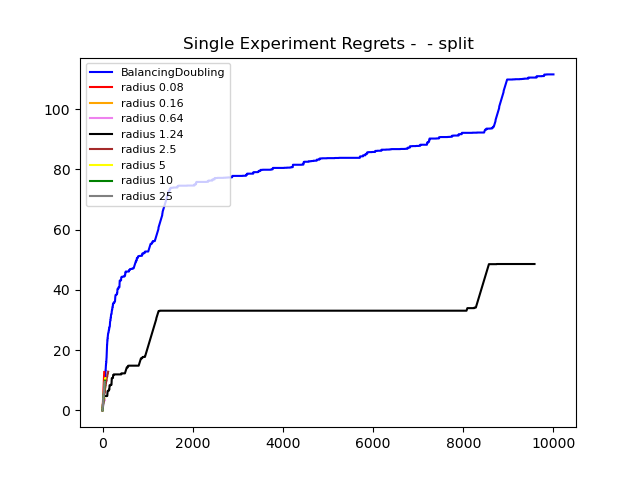 Single Experiment Regrets -  - split
BalancingDoubling
radius 0.08
radius 0.16
radius 0.64
radius 1.24
radius 2.5
radius 5
radius 10
radius 25
100
80
60
40
20
0
0 2000 4000 6000 8000 10000